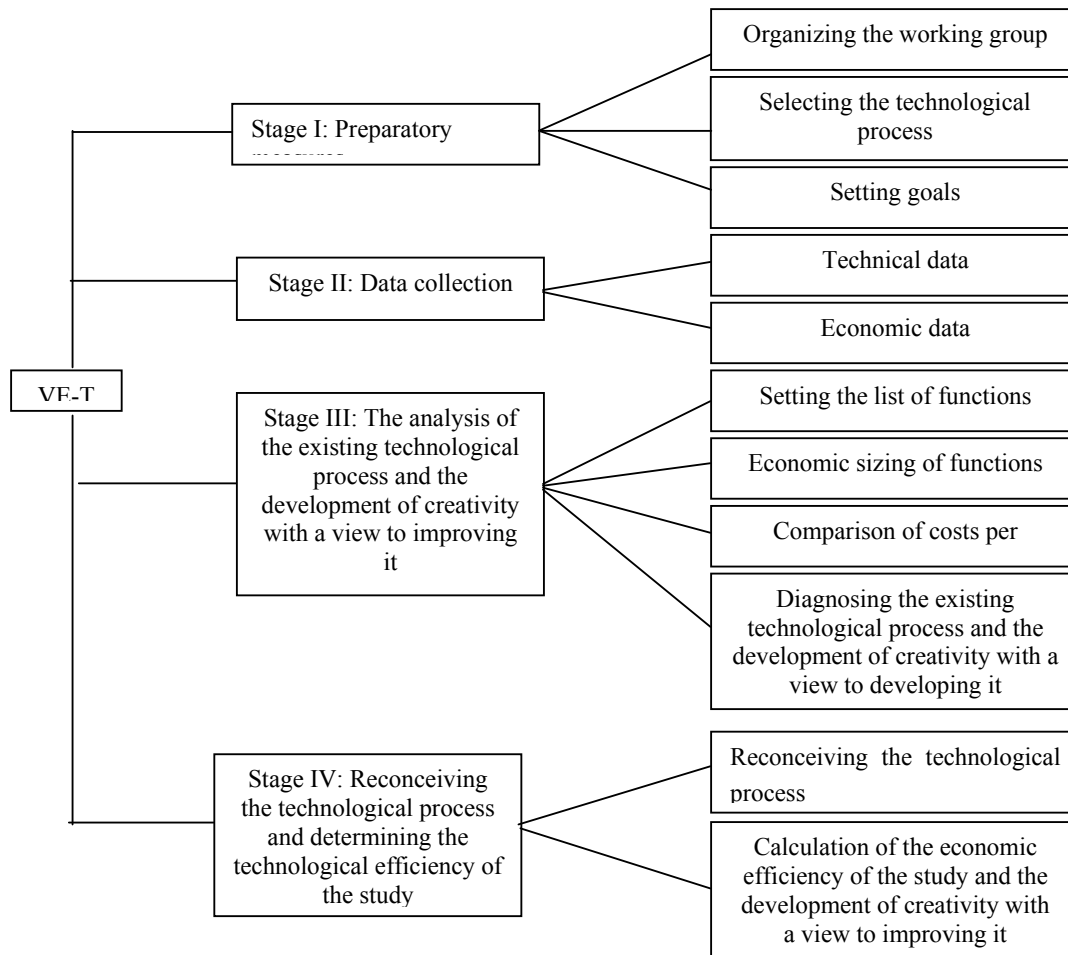 Organizing the working group
Selecting the technological
process
Setting goals
Stage I: Preparatory
Technical data
Economic data
Stage II: Data collection
VE-T
Setting the list of functions
Economic sizing of functions
Comparison of costs per
Diagnosing the existing
technological process and the
development of creativity with a
view to developing it
Stage III: The analysis of
the existing technological
process and the
development of creativity
with a view to improving
it
Reconceiving the technological
process
Calculation of the economic
efficiency of the study and the
development of creativity with
a view to improving it
Stage IV: Reconceiving
the technological process
and determining the
technological efficiency of
the study